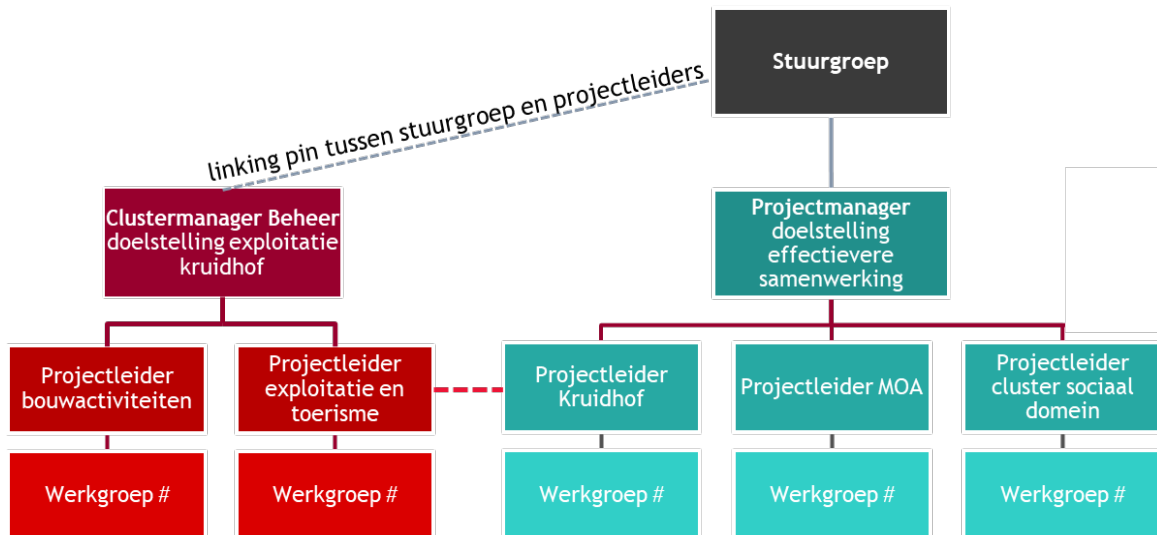 Stuurgroep
linking pin tussen stuurgroep en projectleiders
Clustermanager Beheer
doelstelling exploitatie
kruidhof
Projectmanager
doelstelling
effectievere
samenwerking
Projectleider
bouwactiviteiten
Projectleider
exploitatie en
toerisme
Projectleider
Kruidhof
Projectleider MOA
Projectleider
cluster sociaal
domein
Werkgroep #
Werkgroep #
Werkgroep #
Werkgroep #
Werkgroep #